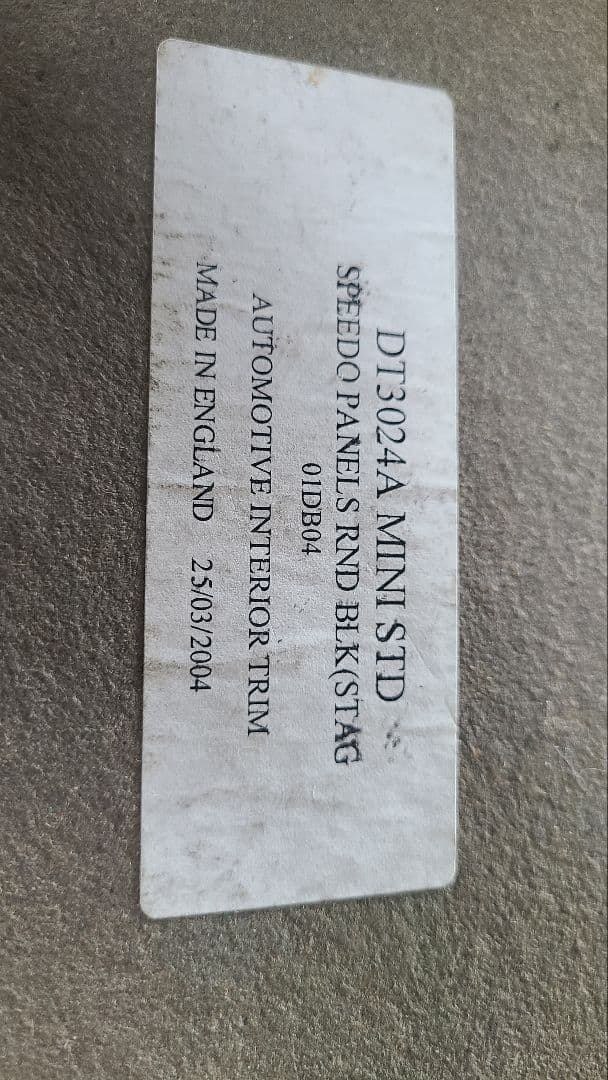 DT3024A MINI STD
SPEEDO PANELS RND BLK(STAG
01DB04
AUTOMOTIVE INTERIOR TRIM
MADE IN ENGLAND 25/03/2004